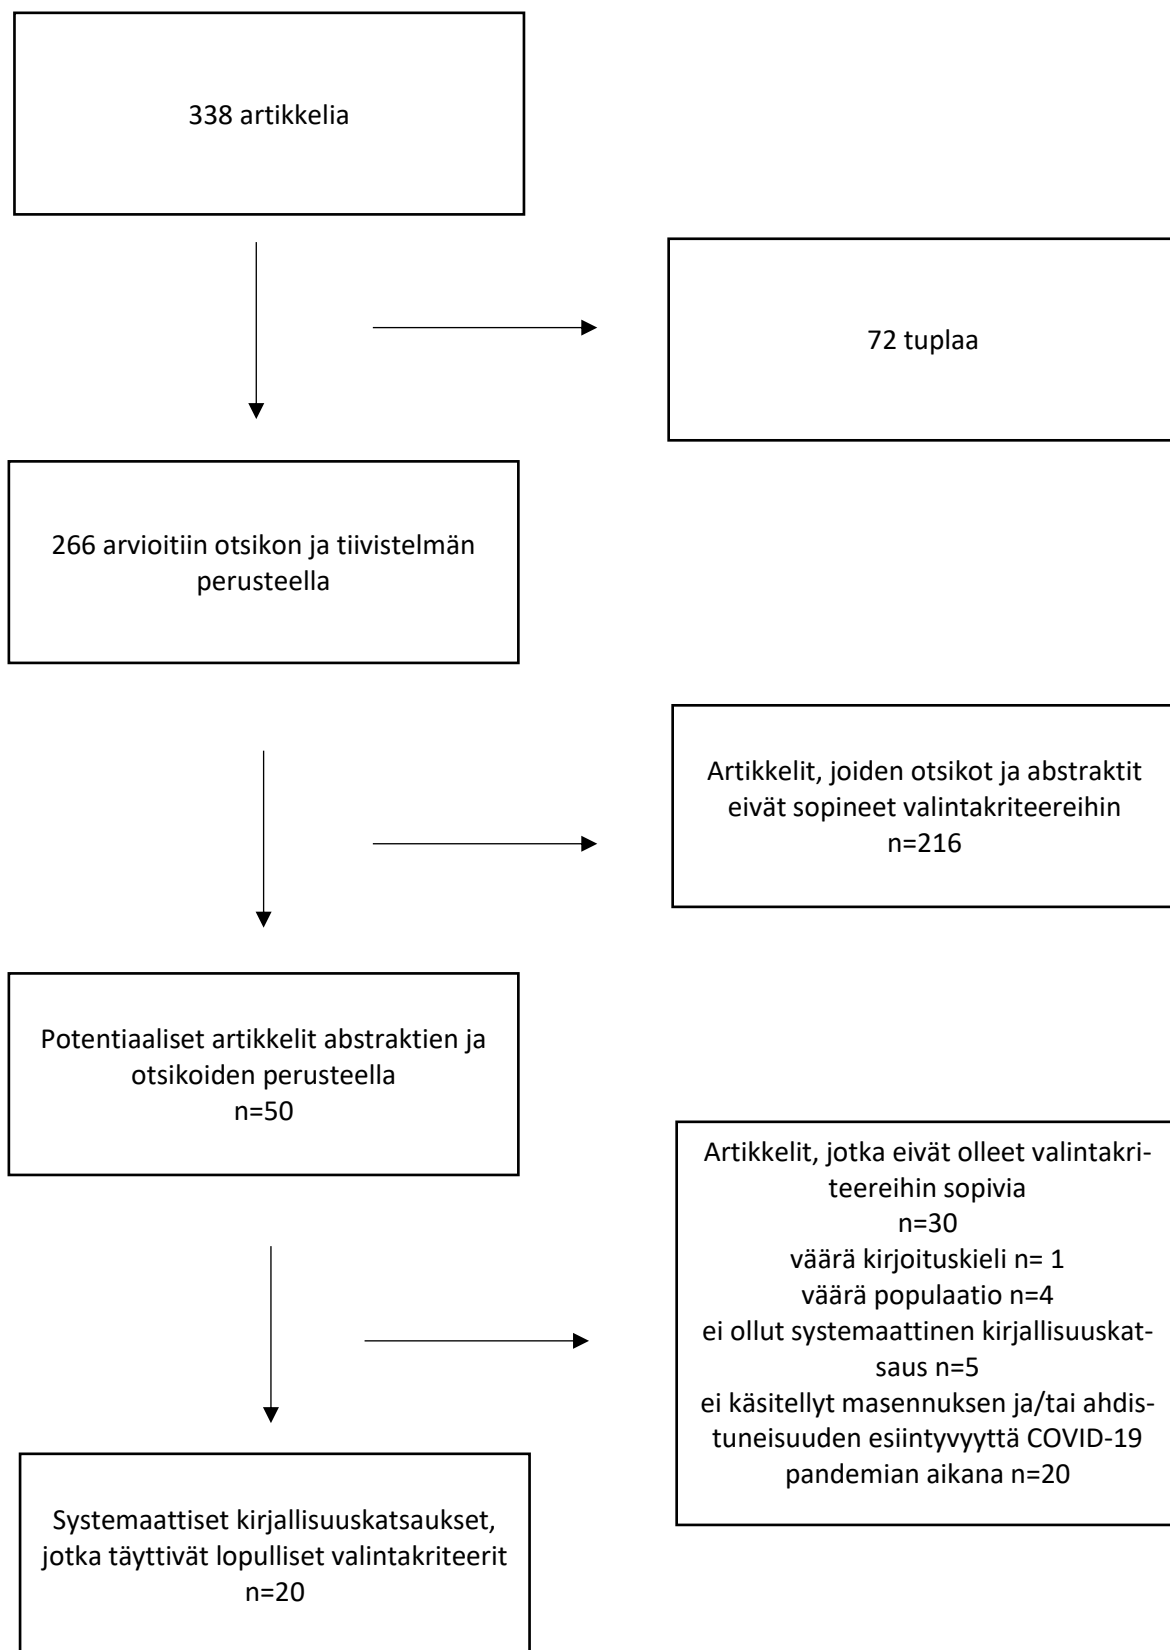 338 artikkelia
72 tuplaa
266 arvioitiin otsikon ja tiivistelmän
perusteella
Artikkelit, joiden otsikot ja abstraktit
eivät sopineet valintakriteereihin
n=216
Potentiaaliset artikkelit abstraktien ja
otsikoiden perusteella
n=50
Artikkelit, jotka eivät olleet valintakri-
teereihin sopivia
n=30
väärä kirjoituskieli n= 1
väärä populaatio n=4
ei ollut systemaattinen kirjallisuuskat-
saus n=5
ei käsitellyt masennuksen ja/tai ahdis-
tuneisuuden esiintyvyyttä COVID-19
pandemian aikana n=20
Systemaattiset kirjallisuuskatsaukset,
jotka täyttivät lopulliset valintakriteerit
n=20